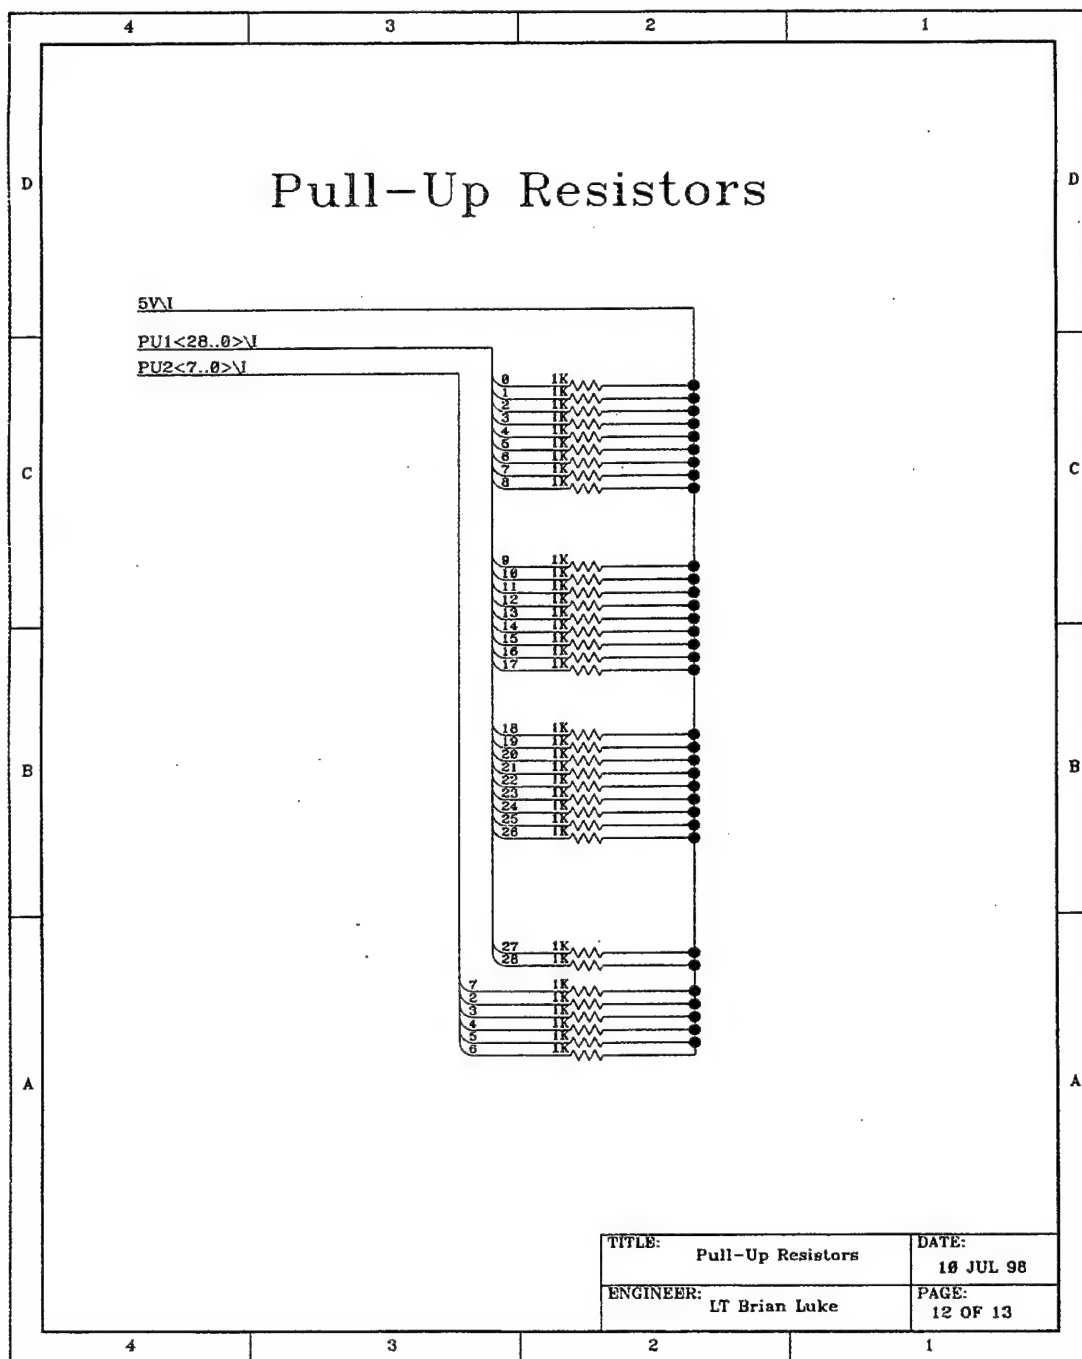 4 3 2 1
D D
Pull-Up Resistors
5V\I
PU1<28..0>\I
PU2<7..0>\I
0 1K
1 1K
2 1K
3 1K
4 1K
5 1K
6 1K
7 1K
8 1K
C C
9 1K
10 1K
11 1K
12 1K
13 1K
14 1K
15 1K
16 1K
17 1K
18 1K
19 1K
20 1K
21 1K
22 1K
23 1K
24 1K
25 1K
26 1K
B B
27 1K
28 1K
7 1K
2 1K
3 1K
4 1K
5 1K
6 1K
A A
TITLE: Pull-Up Resistors
DATE: 10 JUL 98
ENGINEER: LT Brian Luke
PAGE: 12 OF 13
4 3 2 1